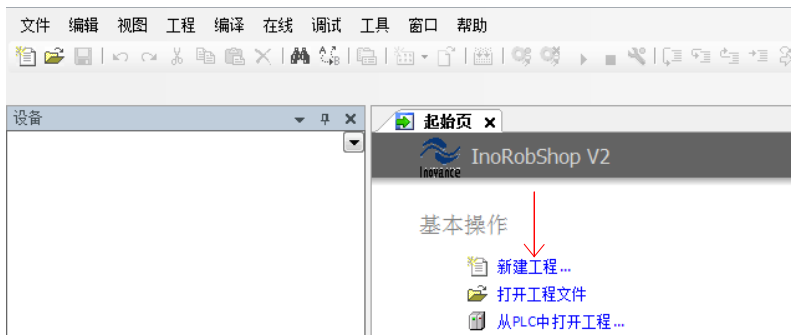 文件 编辑 视图 工程 编译 在线 调试 工具 窗口 帮助
设备
起始页
Inovance
InoRobShop V2
基本操作
新建工程...
打开工程文件
从PLC中打开工程...